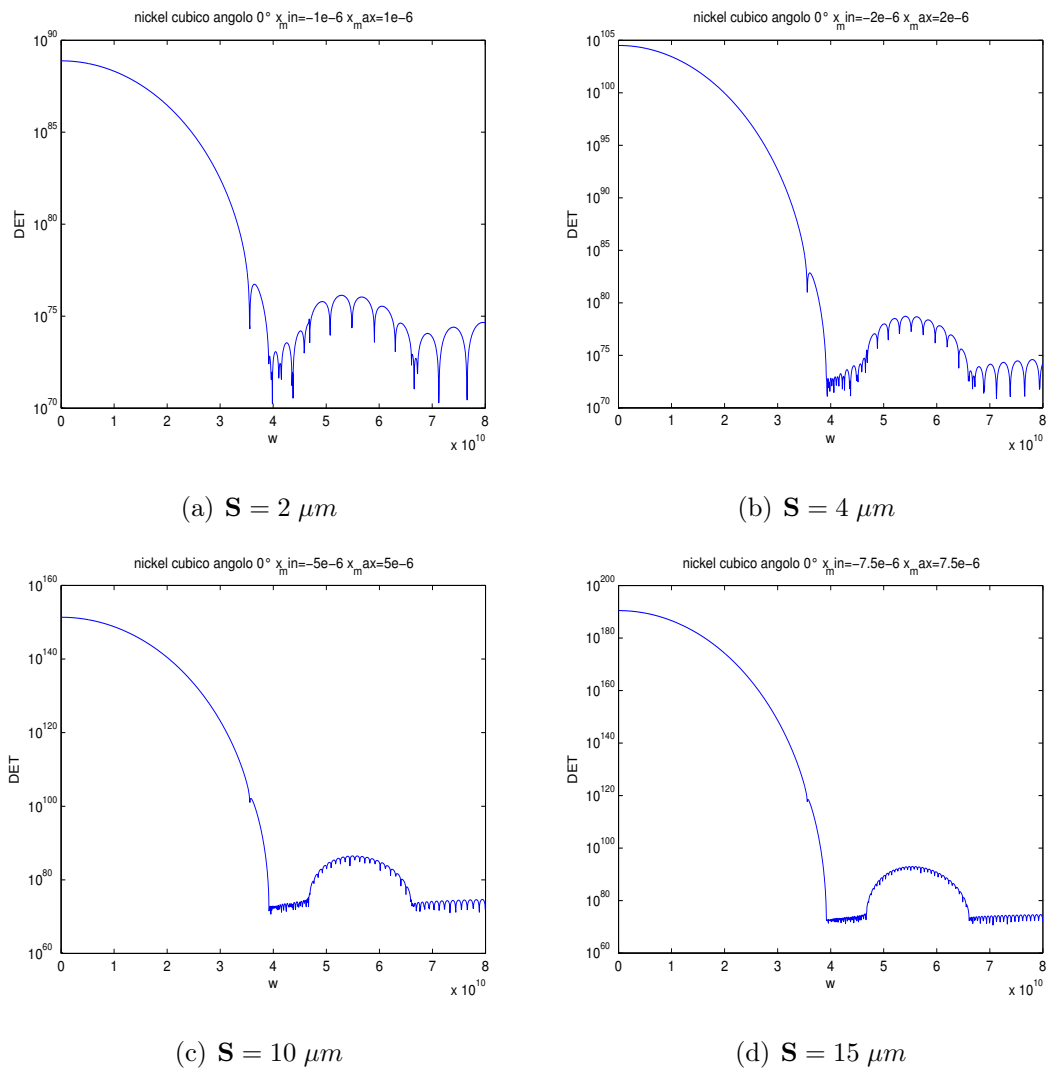 nickel cubico angolo 0° x_min=−1e−6 x_max=1e−6
10^90
10^85
10^80
10^75
10^70
DET
0 1 2 3 4 5 6 7 8
w
x 10^10
(a) S = 2 μm
nickel cubico angolo 0° x_min=−2e−6 x_max=2e−6
10^105
10^100
10^95
10^90
10^85
10^80
10^75
10^70
DET
0 1 2 3 4 5 6 7 8
w
x 10^10
(b) S = 4 μm
nickel cubico angolo 0° x_min=−5e−6 x_max=5e−6
10^160
10^140
10^120
10^100
10^80
10^60
DET
0 1 2 3 4 5 6 7 8
w
x 10^10
(c) S = 10 μm
nickel cubico angolo 0° x_min=−7.5e−6 x_max=7.5e−6
10^200
10^180
10^160
10^140
10^120
10^100
10^80
10^60
DET
0 1 2 3 4 5 6 7 8
w
x 10^10
(d) S = 15 μm